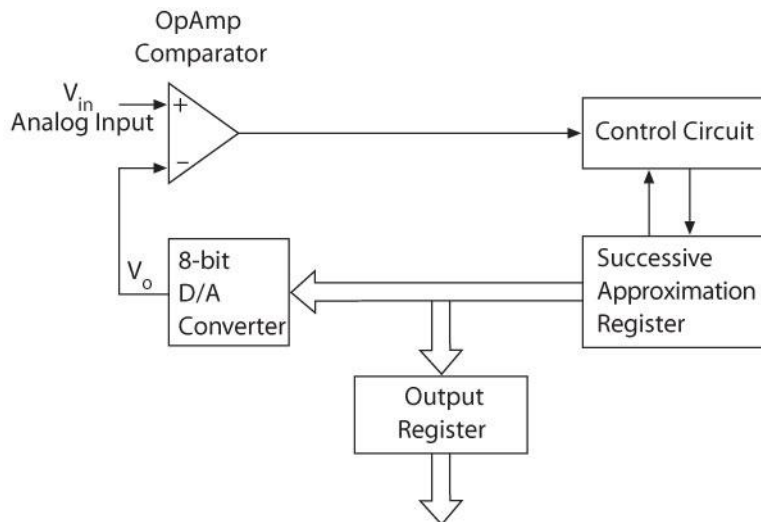 OpAmp
Comparator
V_in
Analog Input
+
−
Control Circuit
V_o
8-bit
D/A
Converter
Successive
Approximation
Register
Output
Register